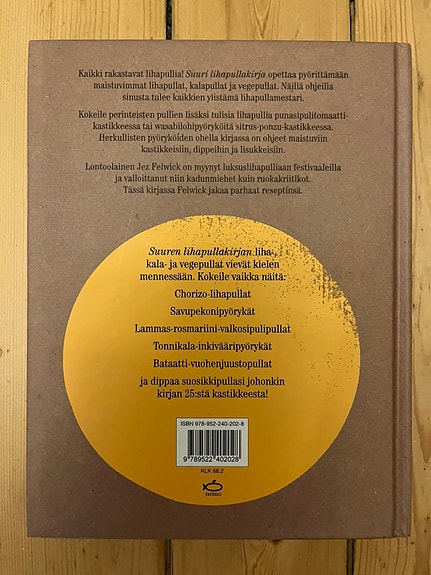 Kaikki rakastavat lihapullia! Suuri lihapullakirja opettaa pyörittämään
maistuvimmat lihapullat, kalapullat ja vegepullat. Näillä ohjeilla
sinusta tulee kaikkien ylistämä lihapullamestari.
Kokeile perinteisten pullien lisäksi tulisia lihapullia punasipulitomaatti-
kastikkeessa tai wasabilohipyöryköitä sitrus-ponzu-kastikkeessa.
Herkullisten pyöryköiden ohella kirjassa on ohjeet maistuviin
kastikkeisiin, dippeihin ja lisukkeisiin.
Lontoolainen Jez Felwick on myynyt luksuslihapulliaan festivaaleilla
ja valloittanut niin kadunmiehet kuin ruokakriitikot.
Tässä kirjassa Felwick jakaa parhaat reseptinsä.
Suuren lihapullakirjan liha-,
kala- ja vegepullat vievät kielen
mennessään. Kokeile vaikka näitä:
Chorizo-lihapullat
Savupekonipyörykät
Lammas-rosmariini-valkosipulipullat
Tonnikala-inkivääripyörykät
Bataatti-vuohenjuustopullat
ja dippaa suosikkipullasi johonkin
kirjan 25:stä kastikkeesta!
ISBN 978-952-240-202-8
9 789522 402028
KLK 68.2
nemo